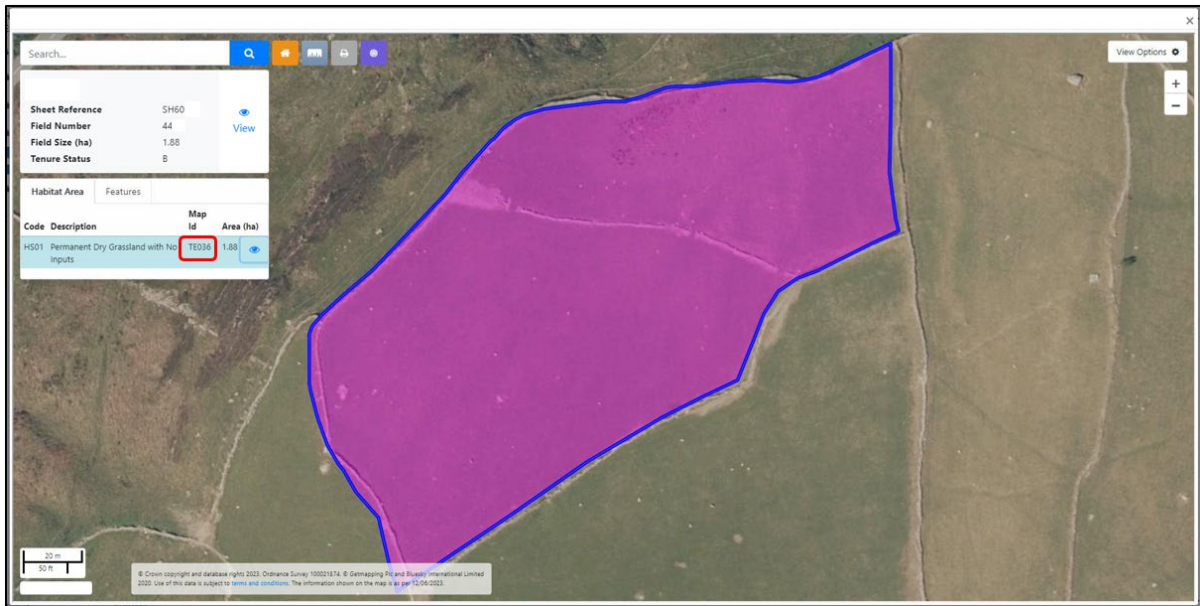 ×
Search...
View Options
Sheet Reference SH60
Field Number 44
Field Size (ha) 1.88
Tenure Status B
View
+
−
Habitat Area Features
Code Description Map Id Area (ha)
HS01 Permanent Dry Grassland with No Inputs TE036 1.88
20 m
50 ft
© Crown copyright and database rights 2023. Ordnance Survey 100021874. © Getmapping Plc and Bluesky International Limited
2020. Use of this data is subject to terms and conditions. The information shown on the map is as per 12/06/2023.